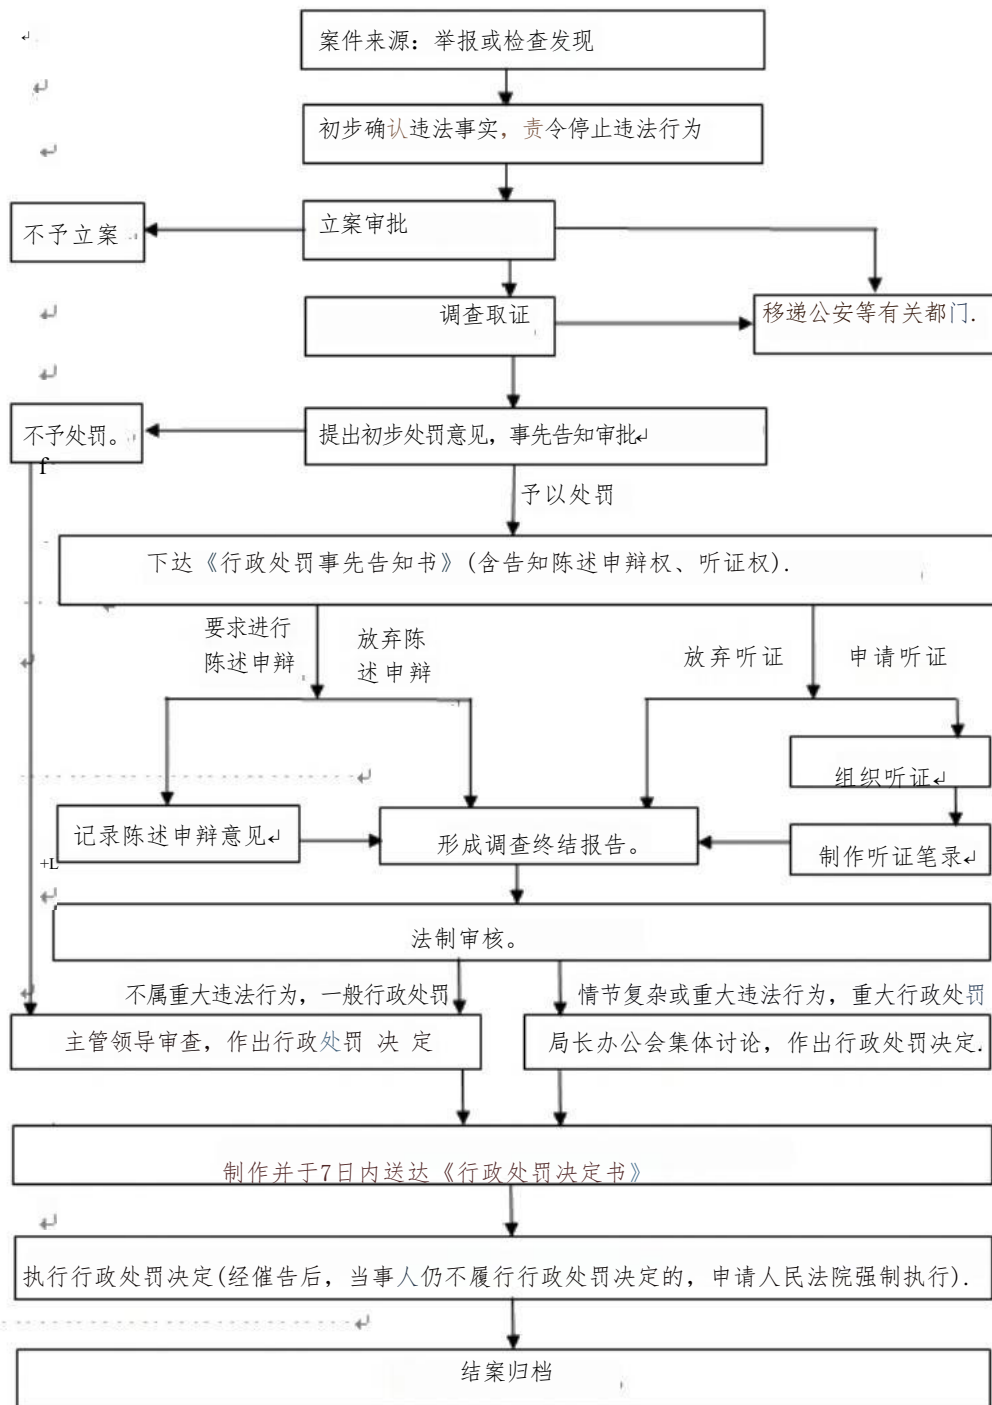 案件来源：举报或检查发现
初步确认违法事实，责令停止违法行为
不予立案
立案审批
调查取证
移递公安等有关都门.
不予处罚。
f
提出初步处罚意见，事先告知审批↲
予以处罚
下达《行政处罚事先告知书》(含告知陈述申辩权、听证权).
要求进行
陈述申辩
放弃陈
述申辩
放弃听证
申请听证
组织听证↲
记录陈述申辩意见↲
形成调查终结报告。
制作听证笔录↲
+L
法制审核。
不属重大违法行为，一般行政处罚
情节复杂或重大违法行为，重大行政处罚
主管领导审查，作出行政处罚 决 定
局长办公会集体讨论，作出行政处罚决定.
制作并于7日内送达《行政处罚决定书》
执行行政处罚决定(经催告后，当事人仍不履行行政处罚决定的，申请人民法院强制执行).
结案归档